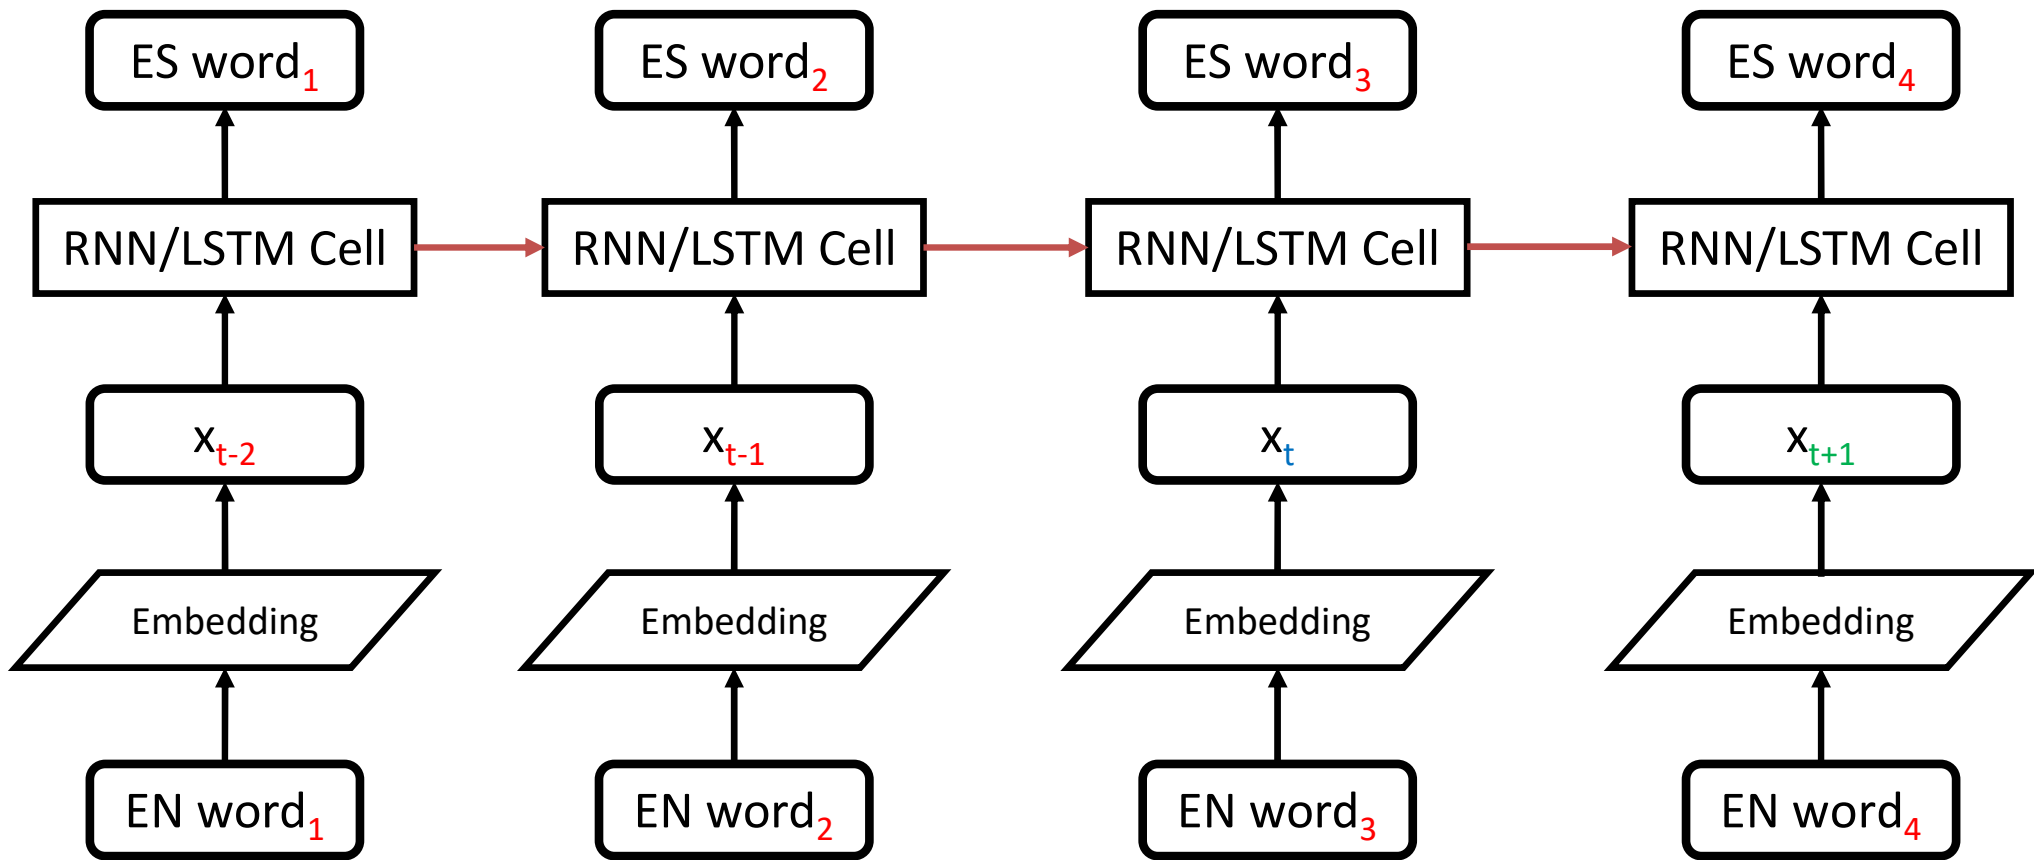 ES word1 ES word2 ES word3 ES word4
RNN/LSTM Cell RNN/LSTM Cell RNN/LSTM Cell RNN/LSTM Cell
xt-2 xt-1 xt xt+1
Embedding Embedding Embedding Embedding
EN word1 EN word2 EN word3 EN word4